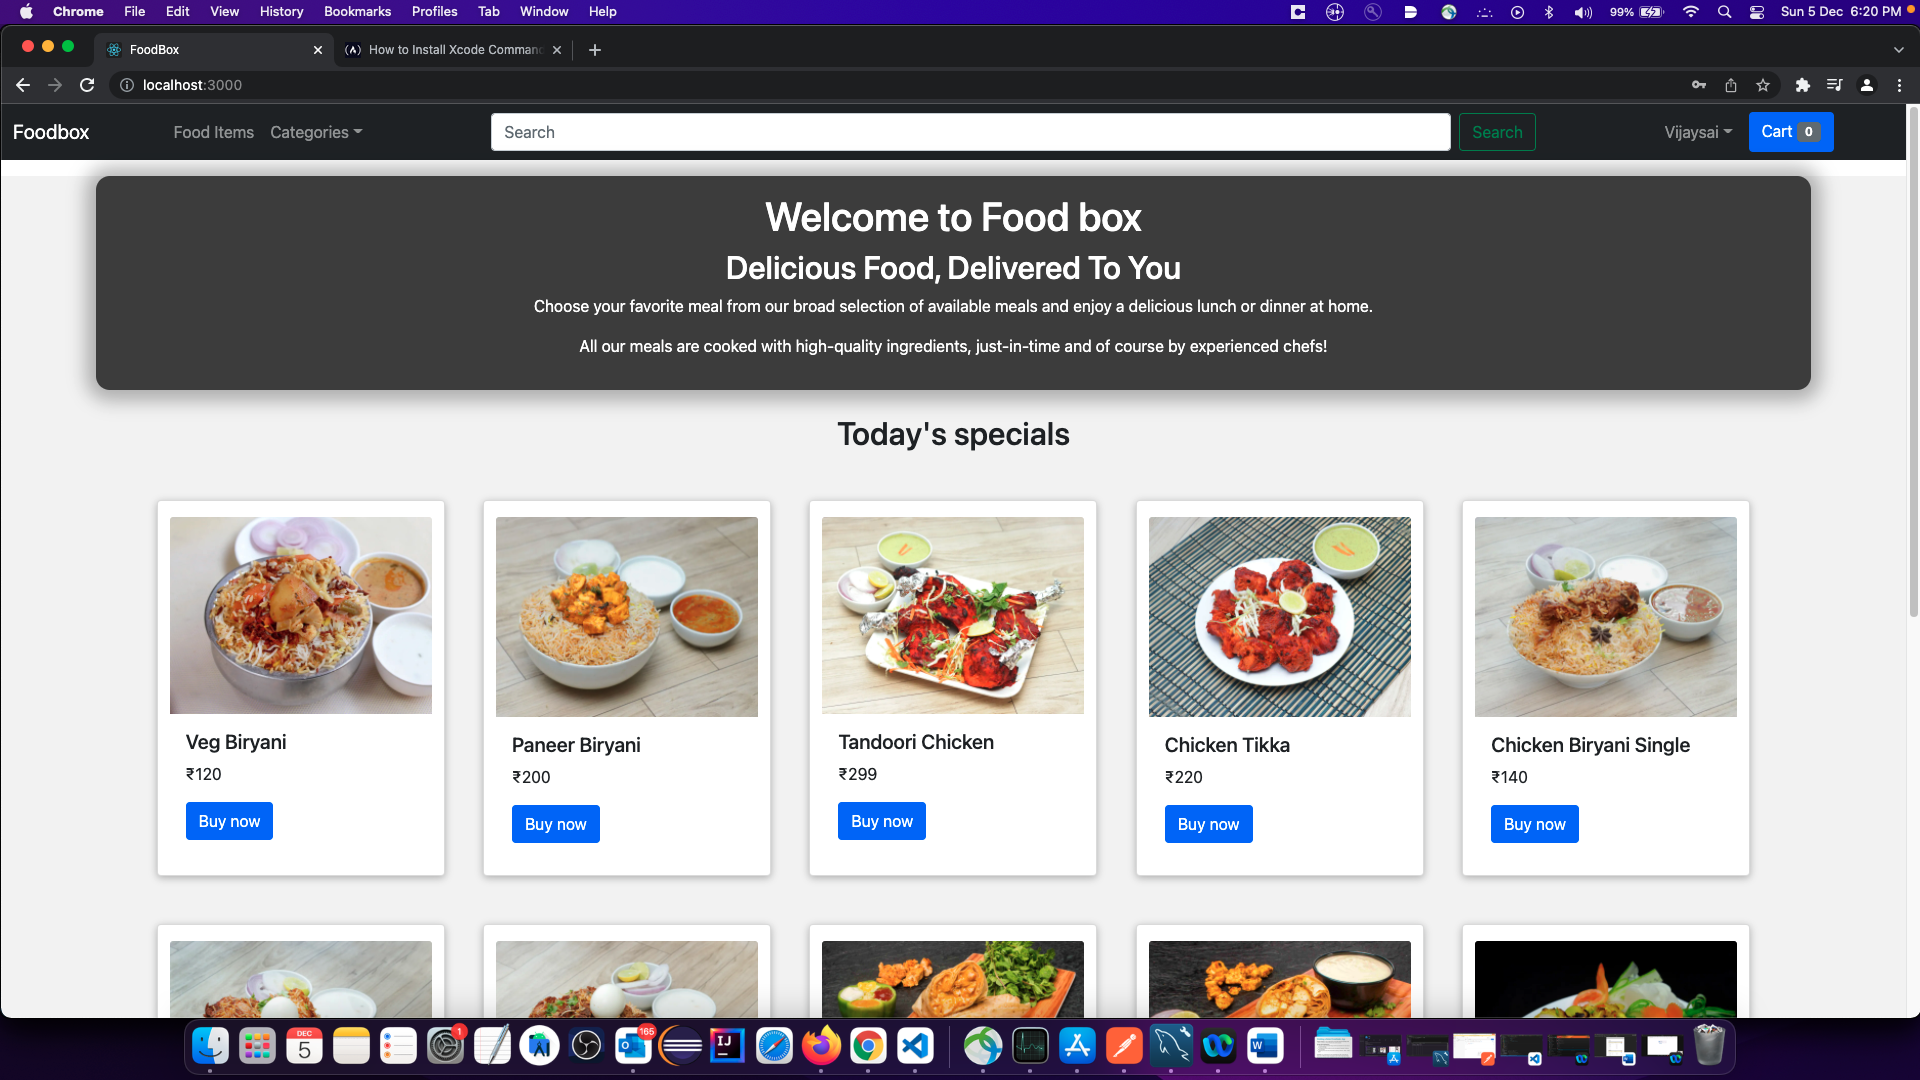 Chrome File Edit View History Bookmarks Profiles Tab Window Help 99% Sun 5 Dec 6:20 PM
FoodBox How to Install Xcode Comman
localhost:3000
Foodbox Food Items Categories Search Search Vijaysai Cart 0
Welcome to Food box
Delicious Food, Delivered To You
Choose your favorite meal from our broad selection of available meals and enjoy a delicious lunch or dinner at home.
All our meals are cooked with high-quality ingredients, just-in-time and of course by experienced chefs!
Today's specials
Veg Biryani
₹120
Buy now
Paneer Biryani
₹200
Buy now
Tandoori Chicken
₹299
Buy now
Chicken Tikka
₹220
Buy now
Chicken Biryani Single
₹140
Buy now
DEC
5
1
165
IJ
W